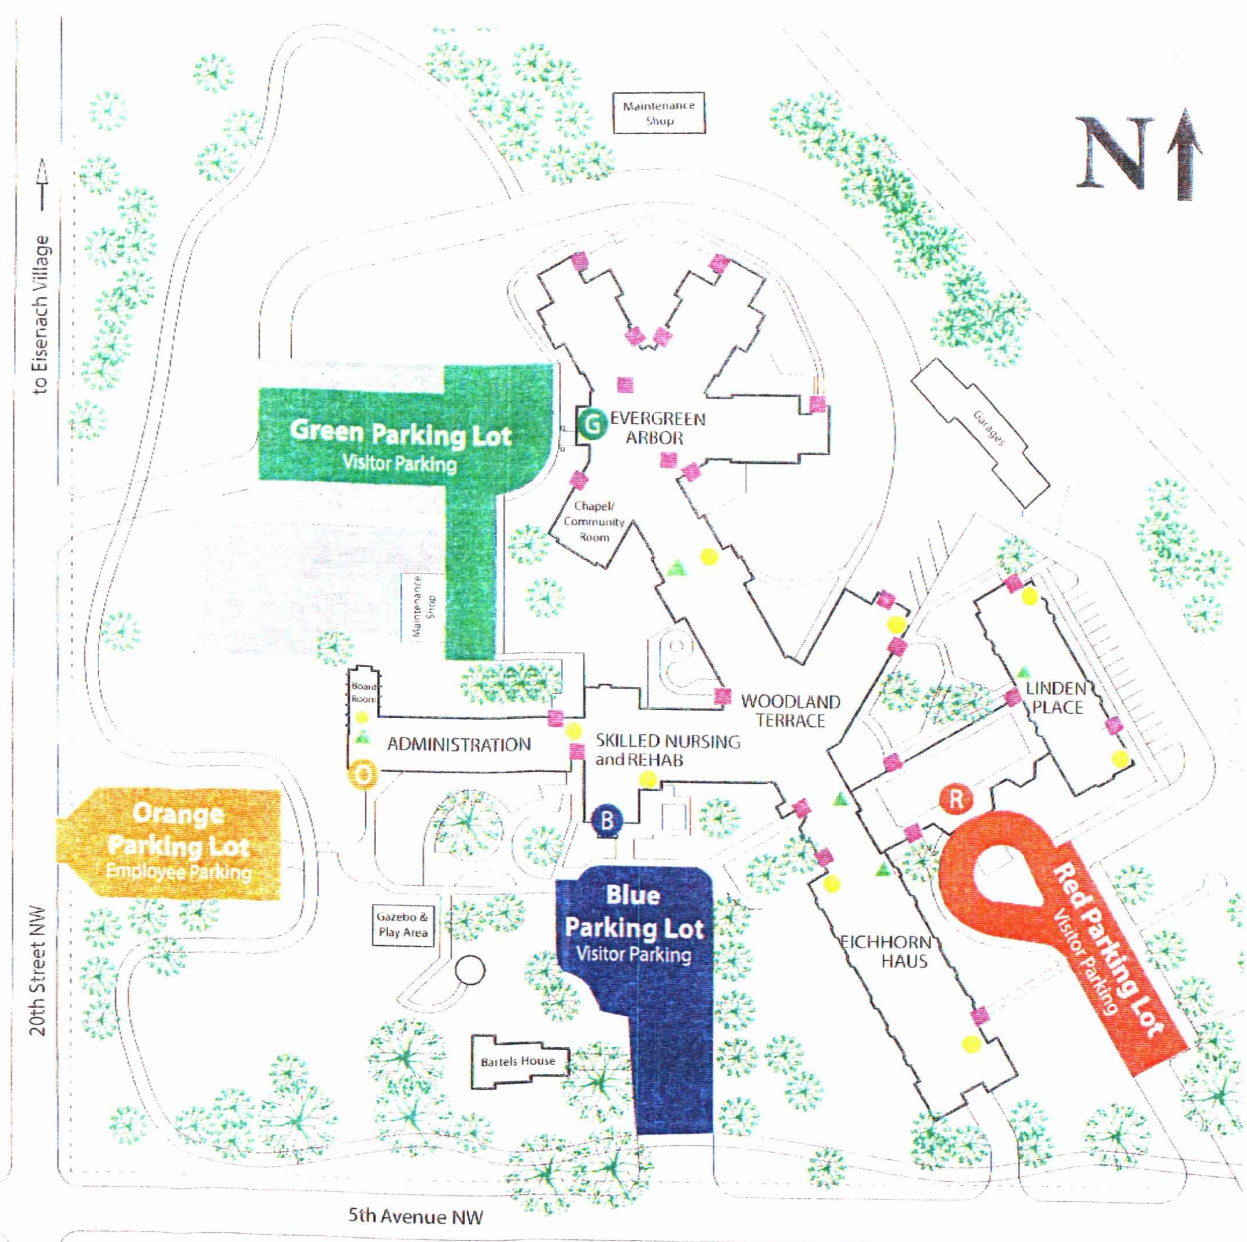 Maintenance
Shop
N
to Eisenach Village
Garages
Green Parking Lot
Visitor Parking
G
EVERGREEN
ARBOR
Chapel/
Community
Room
Maintenance
Shop
Board
Room
WOODLAND
TERRACE
LINDEN
PLACE
ADMINISTRATION
SKILLED NURSING
and REHAB
O
B
R
Orange
Parking Lot
Employee Parking
Blue
Parking Lot
Visitor Parking
Red Parking Lot
Visitor Parking
Gazebo &
Play Area
EICHHORN
HAUS
20th Street NW
Bartels House
5th Avenue NW